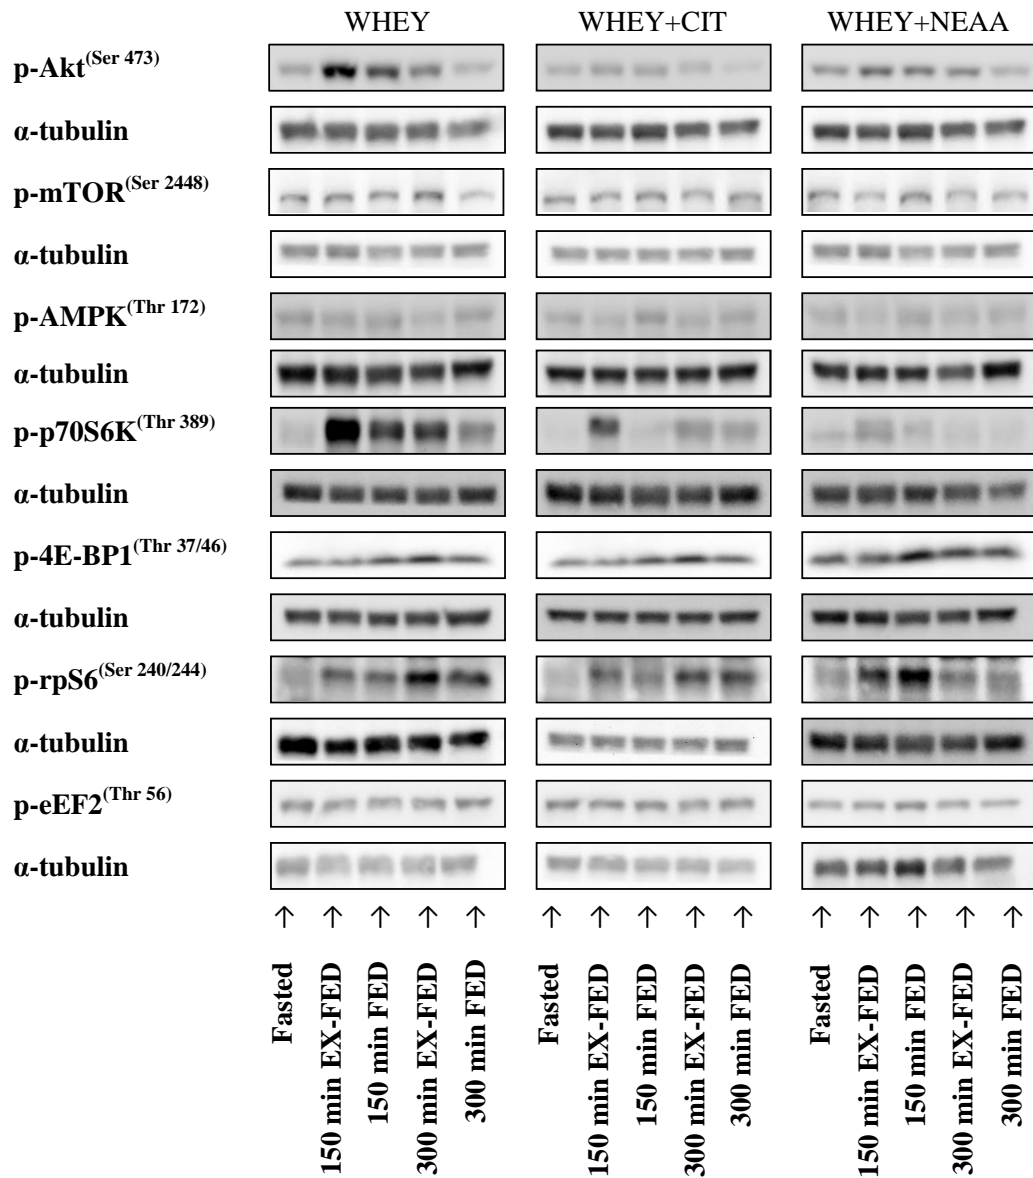 WHEY WHEY+CIT WHEY+NEAA
p-Akt(Ser 473)
α-tubulin
p-mTOR(Ser 2448)
α-tubulin
p-AMPK(Thr 172)
α-tubulin
p-p70S6K(Thr 389)
α-tubulin
p-4E-BP1(Thr 37/46)
α-tubulin
p-rpS6(Ser 240/244)
α-tubulin
p-eEF2(Thr 56)
α-tubulin
↑ ↑ ↑ ↑ ↑ ↑ ↑ ↑ ↑ ↑ ↑ ↑ ↑ ↑ ↑
Fasted
150 min EX-FED
150 min FED
300 min EX-FED
300 min FED
Fasted
150 min EX-FED
150 min FED
300 min EX-FED
300 min FED
Fasted
150 min EX-FED
150 min FED
300 min EX-FED
300 min FED